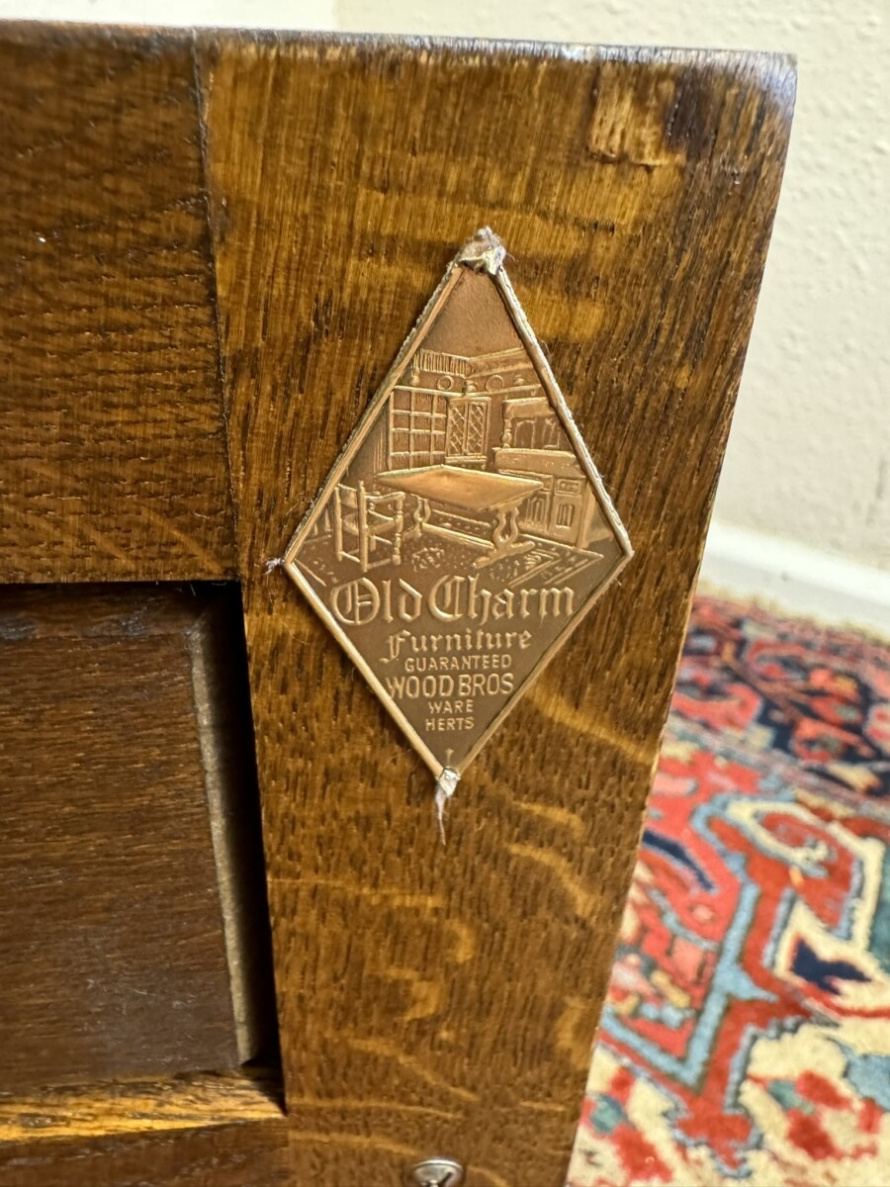 Old Charm
Furniture
GUARANTEED
WOOD BROS
WARE
HERTS